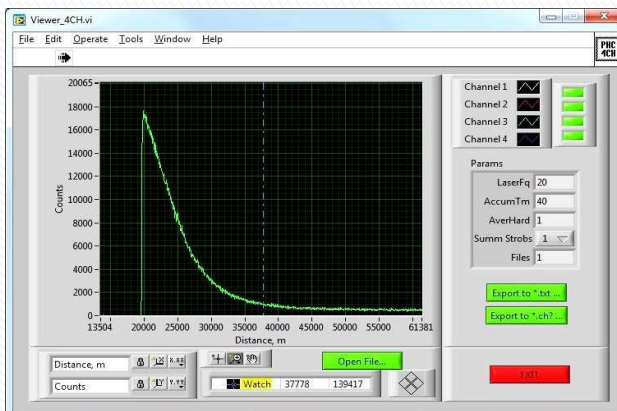 Viewer_4CH.vi
File Edit Operate Tools Window Help
PHC
4CH
20065
18000
16000
14000
12000
10000
8000
6000
4000
2000
0
Counts
13504 20000 25000 30000 35000 40000 45000 50000 55000 61381
Distance, m
Channel 1
Channel 2
Channel 3
Channel 4
Params
LaserFq 20
AccumTm 40
AverHard 1
Summ Strobs 1
Files 1
Export to *.txt ...
Export to *.ch? ...
EXIT
Distance, m
Counts
Open File...
Watch 37778 139417